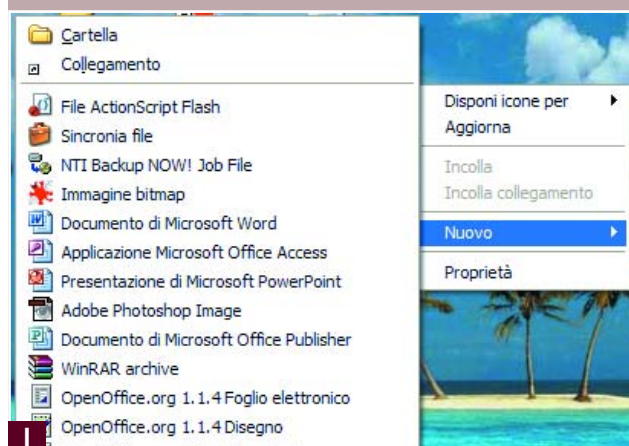 Cartella
Collegamento
File ActionScript Flash
Sincronia file
NTI Backup NOW! Job File
Immagine bitmap
Documento di Microsoft Word
Applicazione Microsoft Office Access
Presentazione di Microsoft PowerPoint
Adobe Photoshop Image
Documento di Microsoft Office Publisher
WinRAR archive
OpenOffice.org 1.1.4 Foglio elettronico
OpenOffice.org 1.1.4 Disegno
Disponi icone per
Aggiorna
Incolla
Incolla collegamento
Nuovo
Proprietà